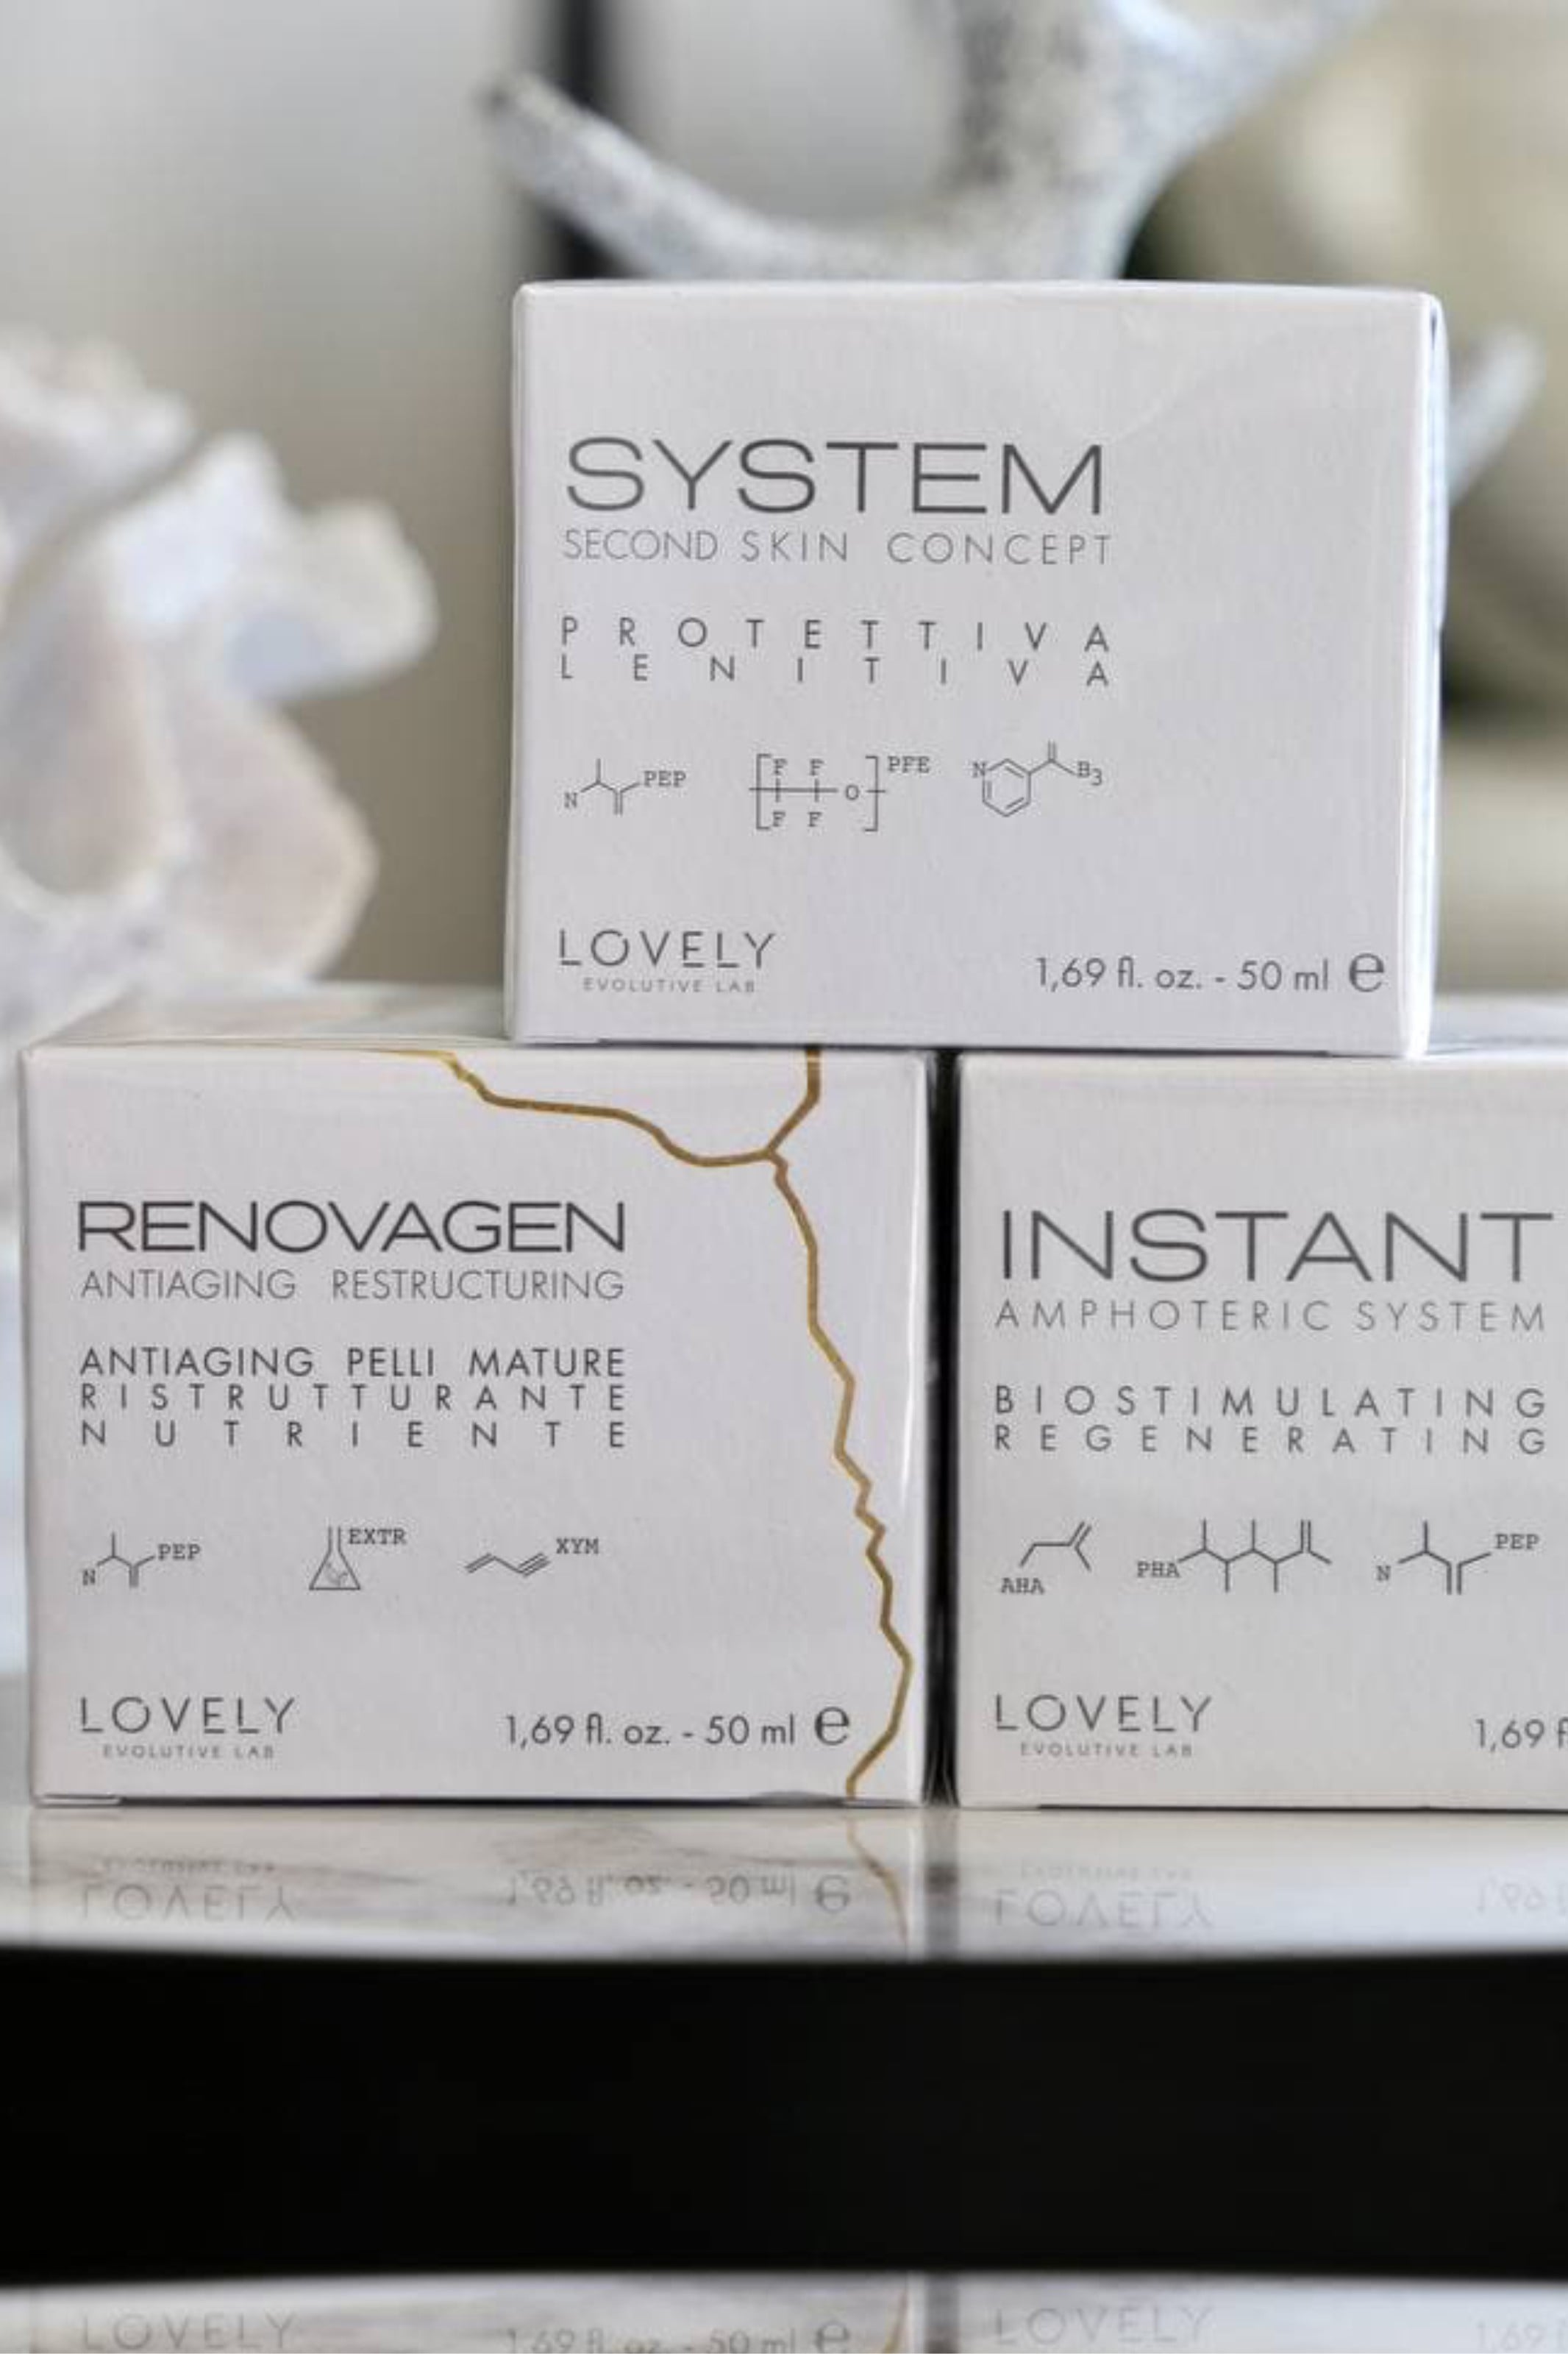 SYSTEM
SECOND SKIN CONCEPT
PROTETTIVA
LENITIVA
N PEP
F F O PFE
F F
N B3
LOVELY
EVOLUTIVE LAB
1,69 fl. oz. - 50 ml e
RENOVAGEN
ANTIAGING RESTRUCTURING
ANTIAGING PELLI MATURE
RISTRUTTURANTE
NUTRIENTE
N PEP
EXTR
XYM
LOVELY
EVOLUTIVE LAB
1,69 fl. oz. - 50 ml e
INSTANT
AMPHOTERIC SYSTEM
BIOSTIMULATING
REGENERATING
AHA
PHA
N PEP
LOVELY
EVOLUTIVE LAB
1,69 f